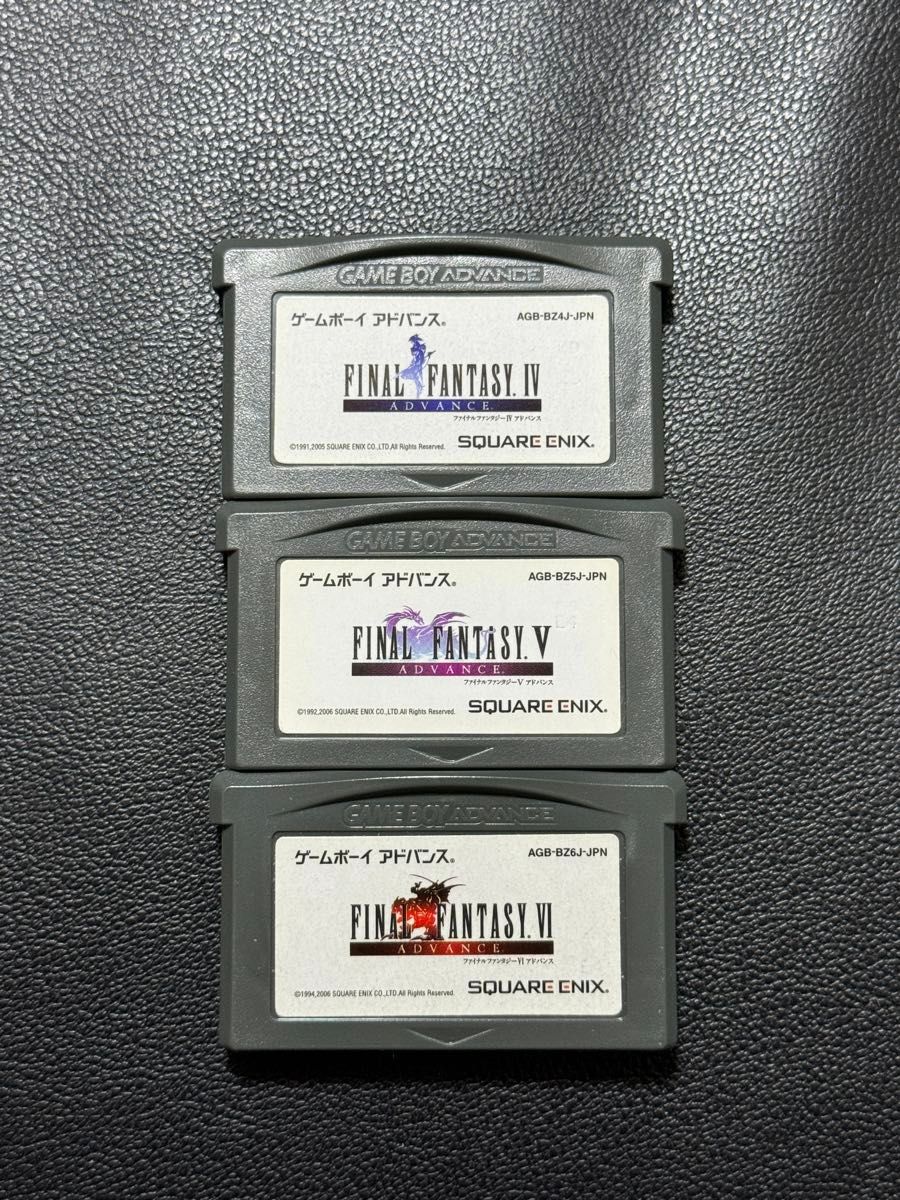 GAME BOY ADVANCE
ゲームボーイ アドバンス®
AGB-BZ4J-JPN
FINAL FANTASY. IV
ADVANCE
ファイナルファンタジーIV アドバンス
©1991,2005 SQUARE ENIX CO.,LTD.All Rights Reserved.
SQUARE ENIX.
GAME BOY ADVANCE
ゲームボーイ アドバンス®
AGB-BZ5J-JPN
FINAL FANTASY. V
ADVANCE
ファイナルファンタジーV アドバンス
©1992,2006 SQUARE ENIX CO.,LTD.All Rights Reserved.
SQUARE ENIX.
GAME BOY ADVANCE
ゲームボーイ アドバンス®
AGB-BZ6J-JPN
FINAL FANTASY. VI
ADVANCE
ファイナルファンタジーVI アドバンス
©1994,2006 SQUARE ENIX CO.,LTD.All Rights Reserved.
SQUARE ENIX.